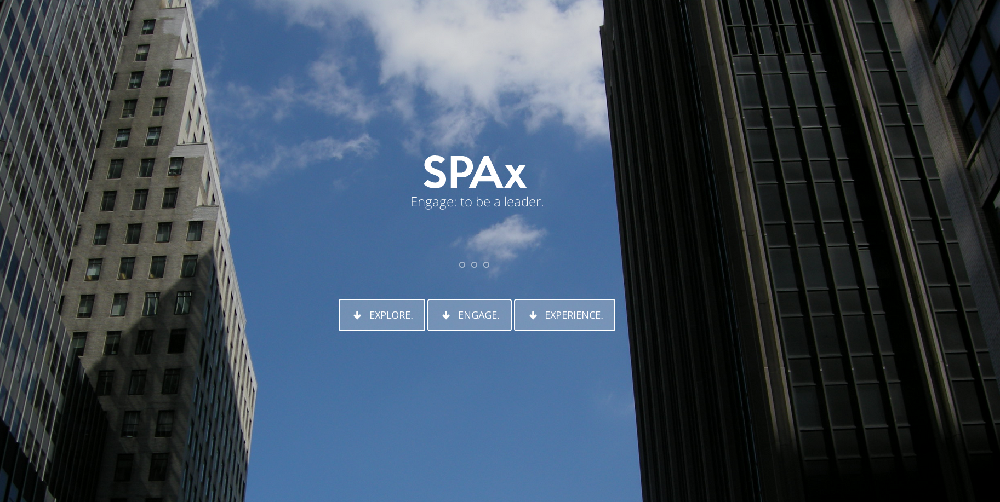 SPAx
Engage: to be a leader.
EXPLORE. ENGAGE. EXPERIENCE.